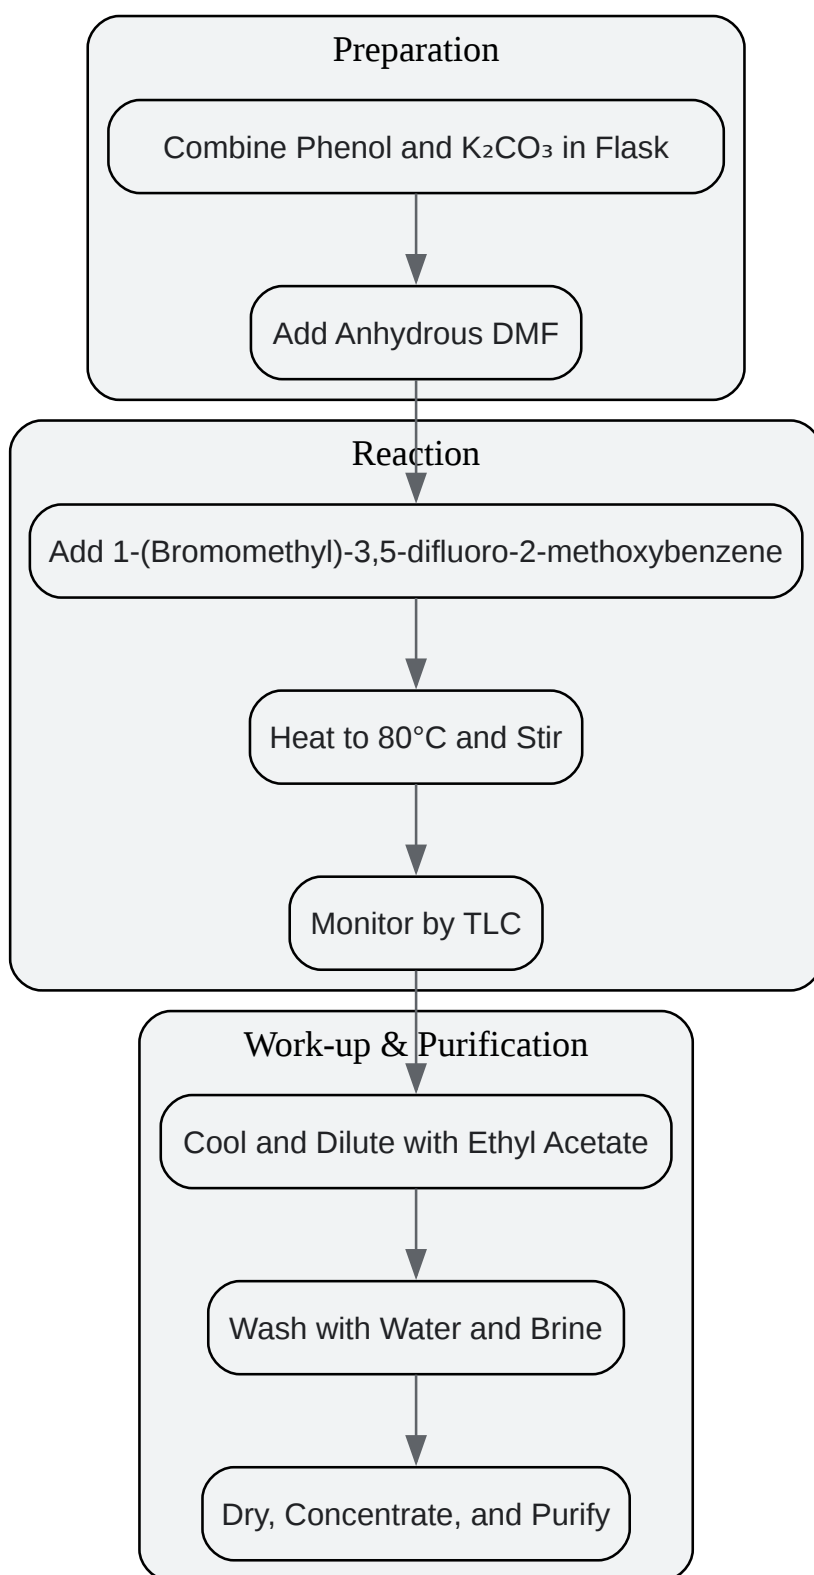 Preparation
Combine Phenol and K₂CO₃ in Flask
Add Anhydrous DMF
Reaction
Add 1-(Bromomethyl)-3,5-difluoro-2-methoxybenzene
Heat to 80°C and Stir
Monitor by TLC
Work-up & Purification
Cool and Dilute with Ethyl Acetate
Wash with Water and Brine
Dry, Concentrate, and Purify